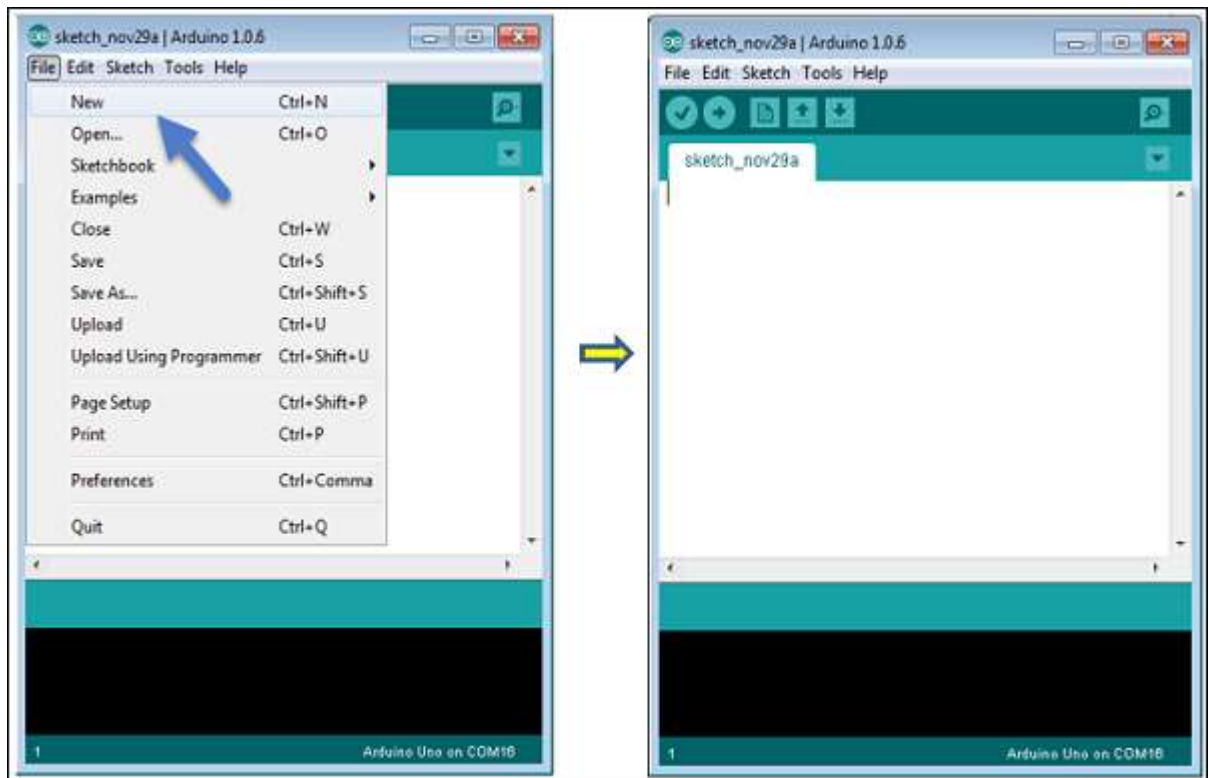 sketch_nov29a | Arduino 1.0.6
File Edit Sketch Tools Help
New Ctrl+N
Open... Ctrl+O
Sketchbook
Examples
Close Ctrl+W
Save Ctrl+S
Save As... Ctrl+Shift+S
Upload Ctrl+U
Upload Using Programmer Ctrl+Shift+U
Page Setup Ctrl+Shift+P
Print Ctrl+P
Preferences Ctrl+Comma
Quit Ctrl+Q
1 Arduino Uno on COM16
sketch_nov29a | Arduino 1.0.6
File Edit Sketch Tools Help
sketch_nov29a
1 Arduino Uno on COM16